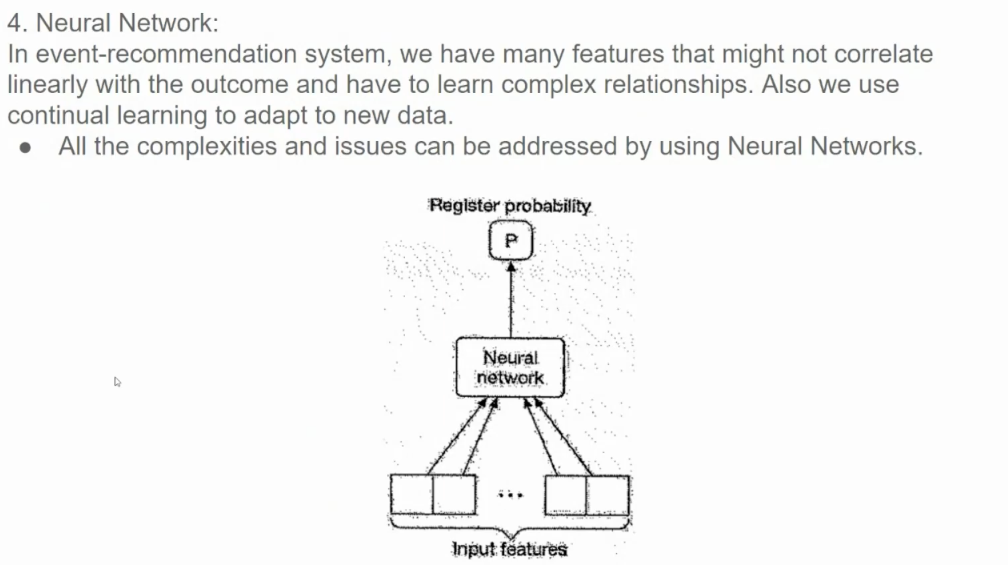 4. Neural Network:
In event-recommendation system, we have many features that might not correlate
linearly with the outcome and have to learn complex relationships. Also we use
continual learning to adapt to new data.
● All the complexities and issues can be addressed by using Neural Networks.
Register probability
P
Neural
network
...
Input features